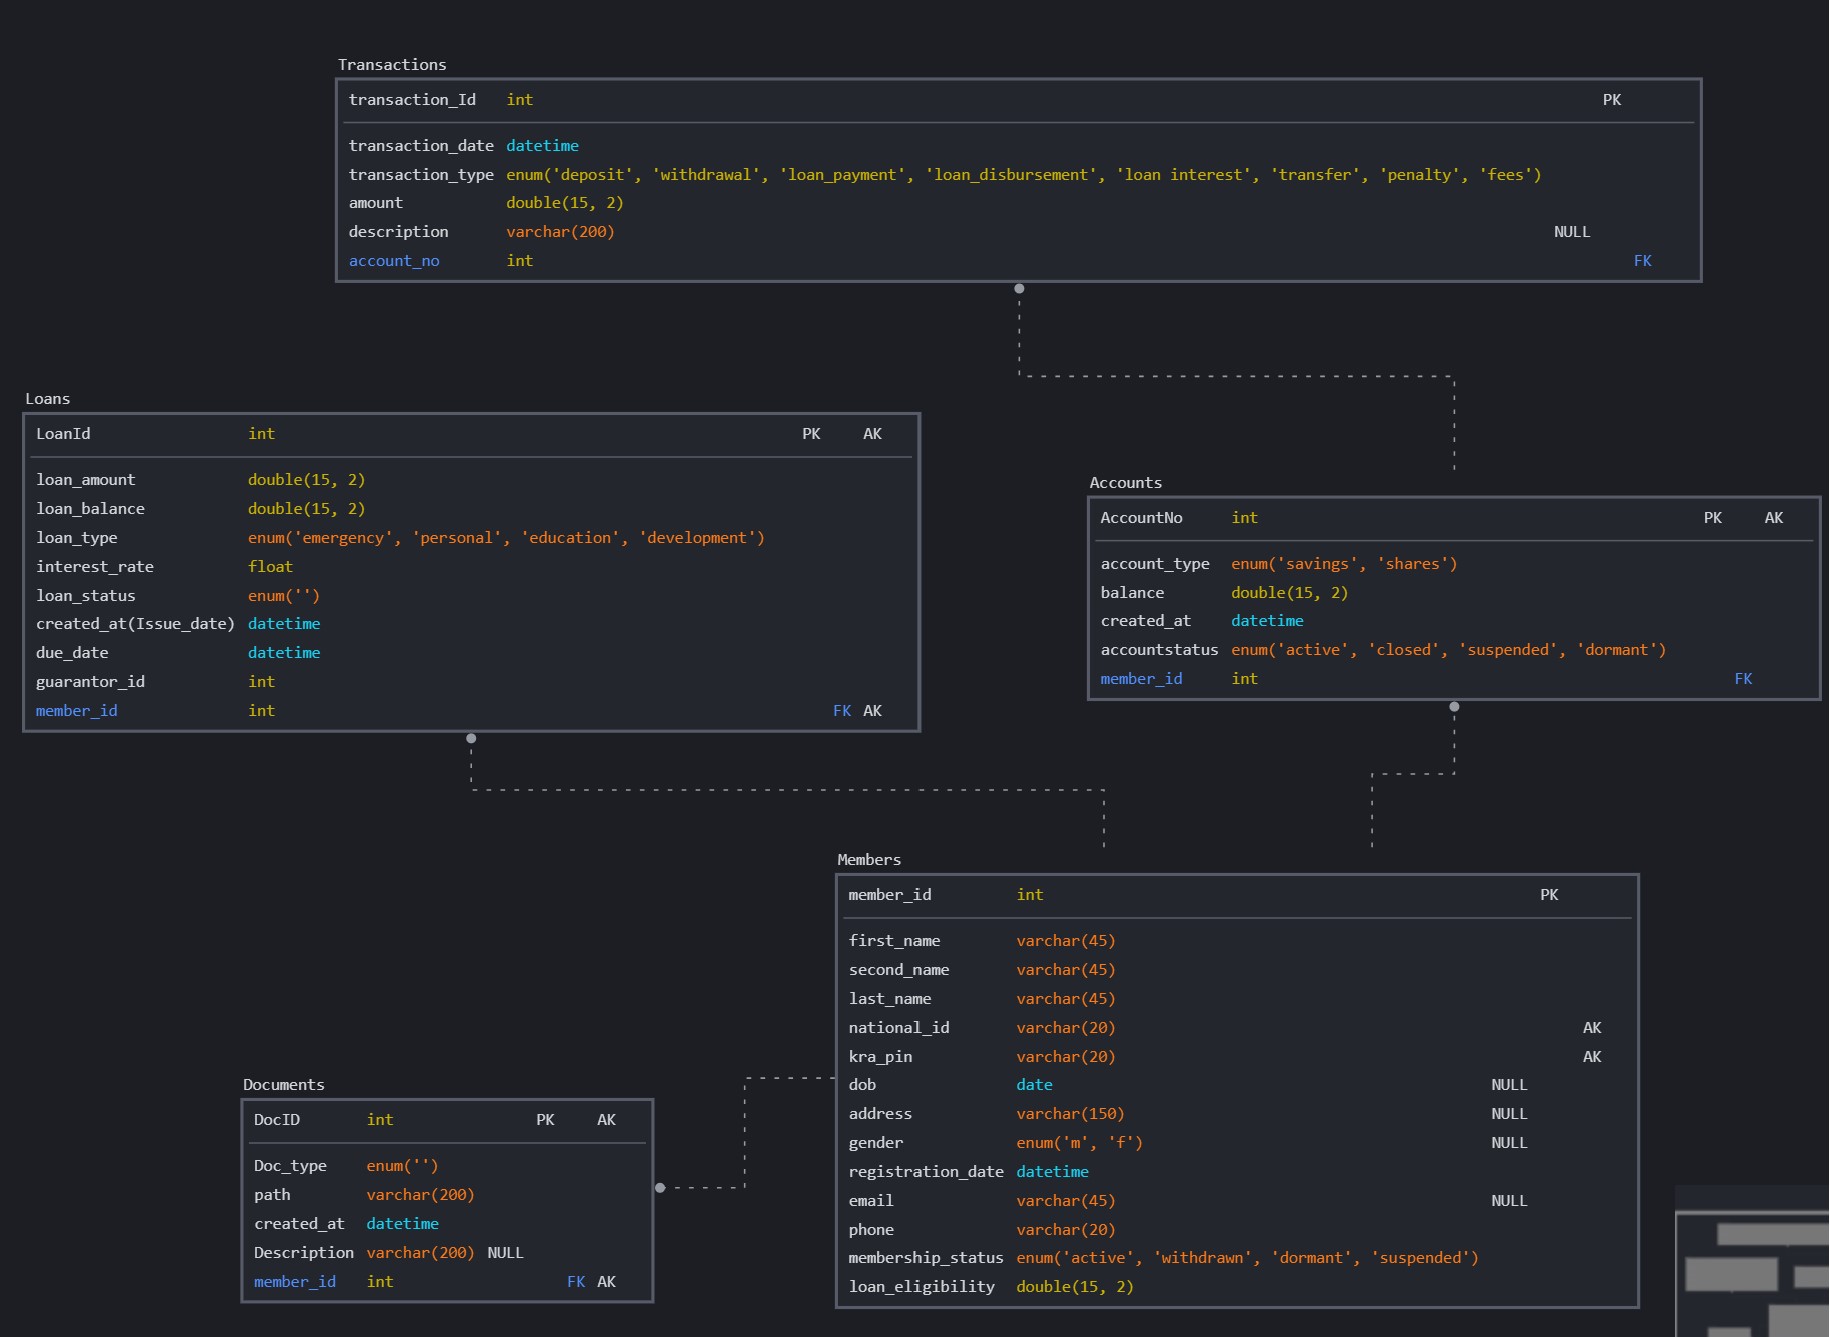 Transactions
transaction_Id int PK
transaction_date datetime
transaction_type enum('deposit', 'withdrawal', 'loan_payment', 'loan_disbursement', 'loan interest', 'transfer', 'penalty', 'fees')
amount double(15, 2)
description varchar(200) NULL
account_no int FK
Loans
LoanId int PK AK
loan_amount double(15, 2)
loan_balance double(15, 2)
loan_type enum('emergency', 'personal', 'education', 'development')
interest_rate float
loan_status enum('')
created_at(Issue_date) datetime
due_date datetime
guarantor_id int
member_id int FK AK
Accounts
AccountNo int PK AK
account_type enum('savings', 'shares')
balance double(15, 2)
created_at datetime
accountstatus enum('active', 'closed', 'suspended', 'dormant')
member_id int FK
Members
member_id int PK
first_name varchar(45)
second_name varchar(45)
last_name varchar(45)
national_id varchar(20) AK
kra_pin varchar(20) AK
dob date NULL
address varchar(150) NULL
gender enum('m', 'f') NULL
registration_date datetime
email varchar(45) NULL
phone varchar(20)
membership_status enum('active', 'withdrawn', 'dormant', 'suspended')
loan_eligibility double(15, 2)
Documents
DocID int PK AK
Doc_type enum('')
path varchar(200)
created_at datetime
Description varchar(200) NULL
member_id int FK AK